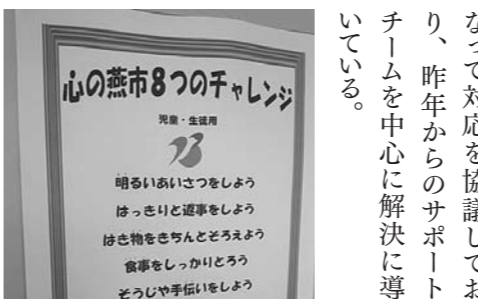 なって対応を協議してお
り、昨年からのサポート
チームを中心に解決に導
いている。
心の燕市8つのチャレンジ
児童・生徒用
明るいあいさつをしよう
はっきりと返事をしよう
はき物をきちんとそろえよう
食事をしっかりとろう
そうじや手伝いをしよう